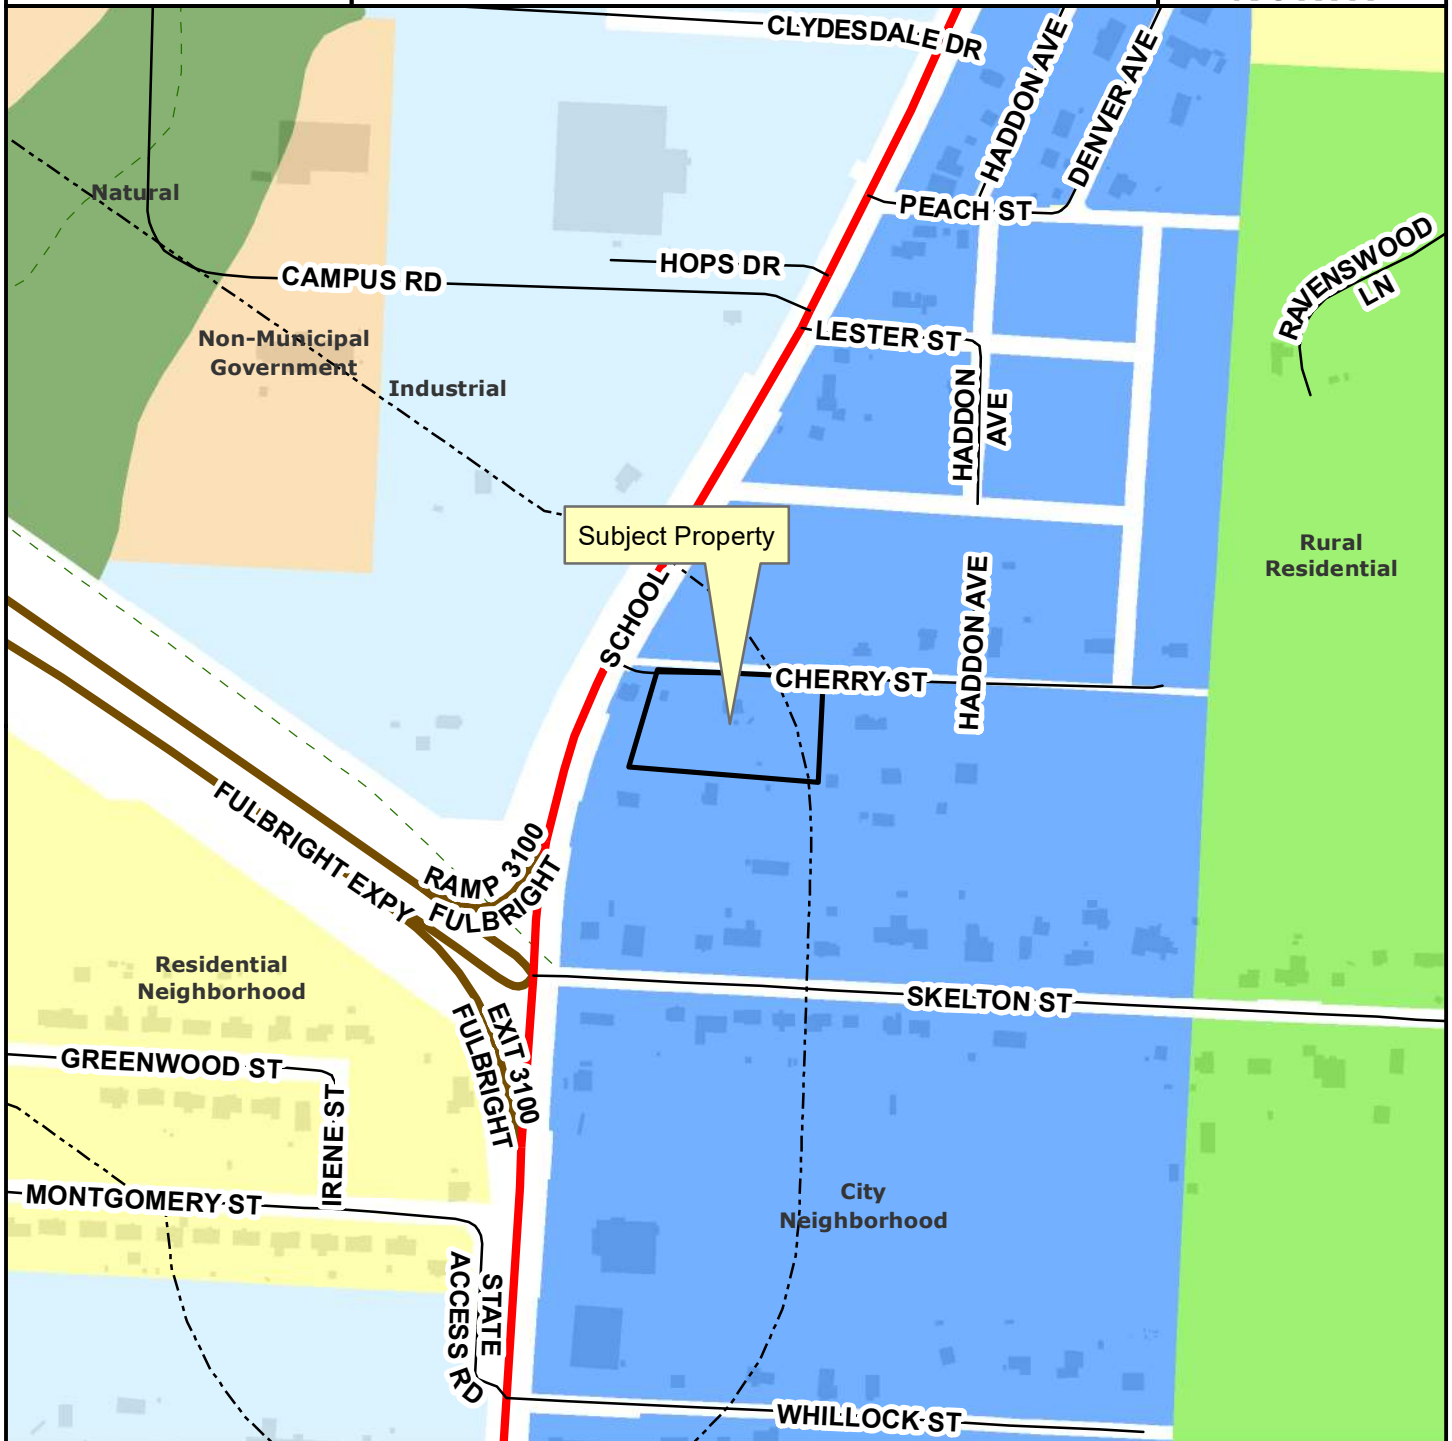 CLYDESDALE DR
HADDON AVE
DENVER AVE
Natural
PEACH ST
RAVENSWOOD
LN
HOPS DR
CAMPUS RD
LESTER ST
Non-Municipal
Government
Industrial
HADDON
AVE
Subject Property
Rural
Residential
SCHOOL
HADDON AVE
CHERRY ST
FULBRIGHT EXPY
RAMP 3100
FULBRIGHT
Residential
Neighborhood
SKELTON ST
EXIT 3100
FULBRIGHT
GREENWOOD ST
IRENE ST
MONTGOMERY ST
City
Neighborhood
STATE
ACCESS RD
WHILLOCK ST